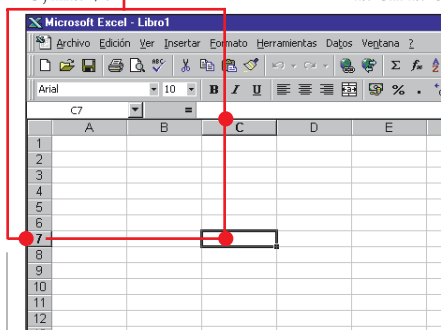 Microsoft Excel - Libro1
Archivo Edición Ver Insertar Formato Herramientas Datos Ventana ?
Σ fx
Arial 10 B I U %
C7 =
A B C D E
1
2
3
4
5
6
7
8
9
10
11
12